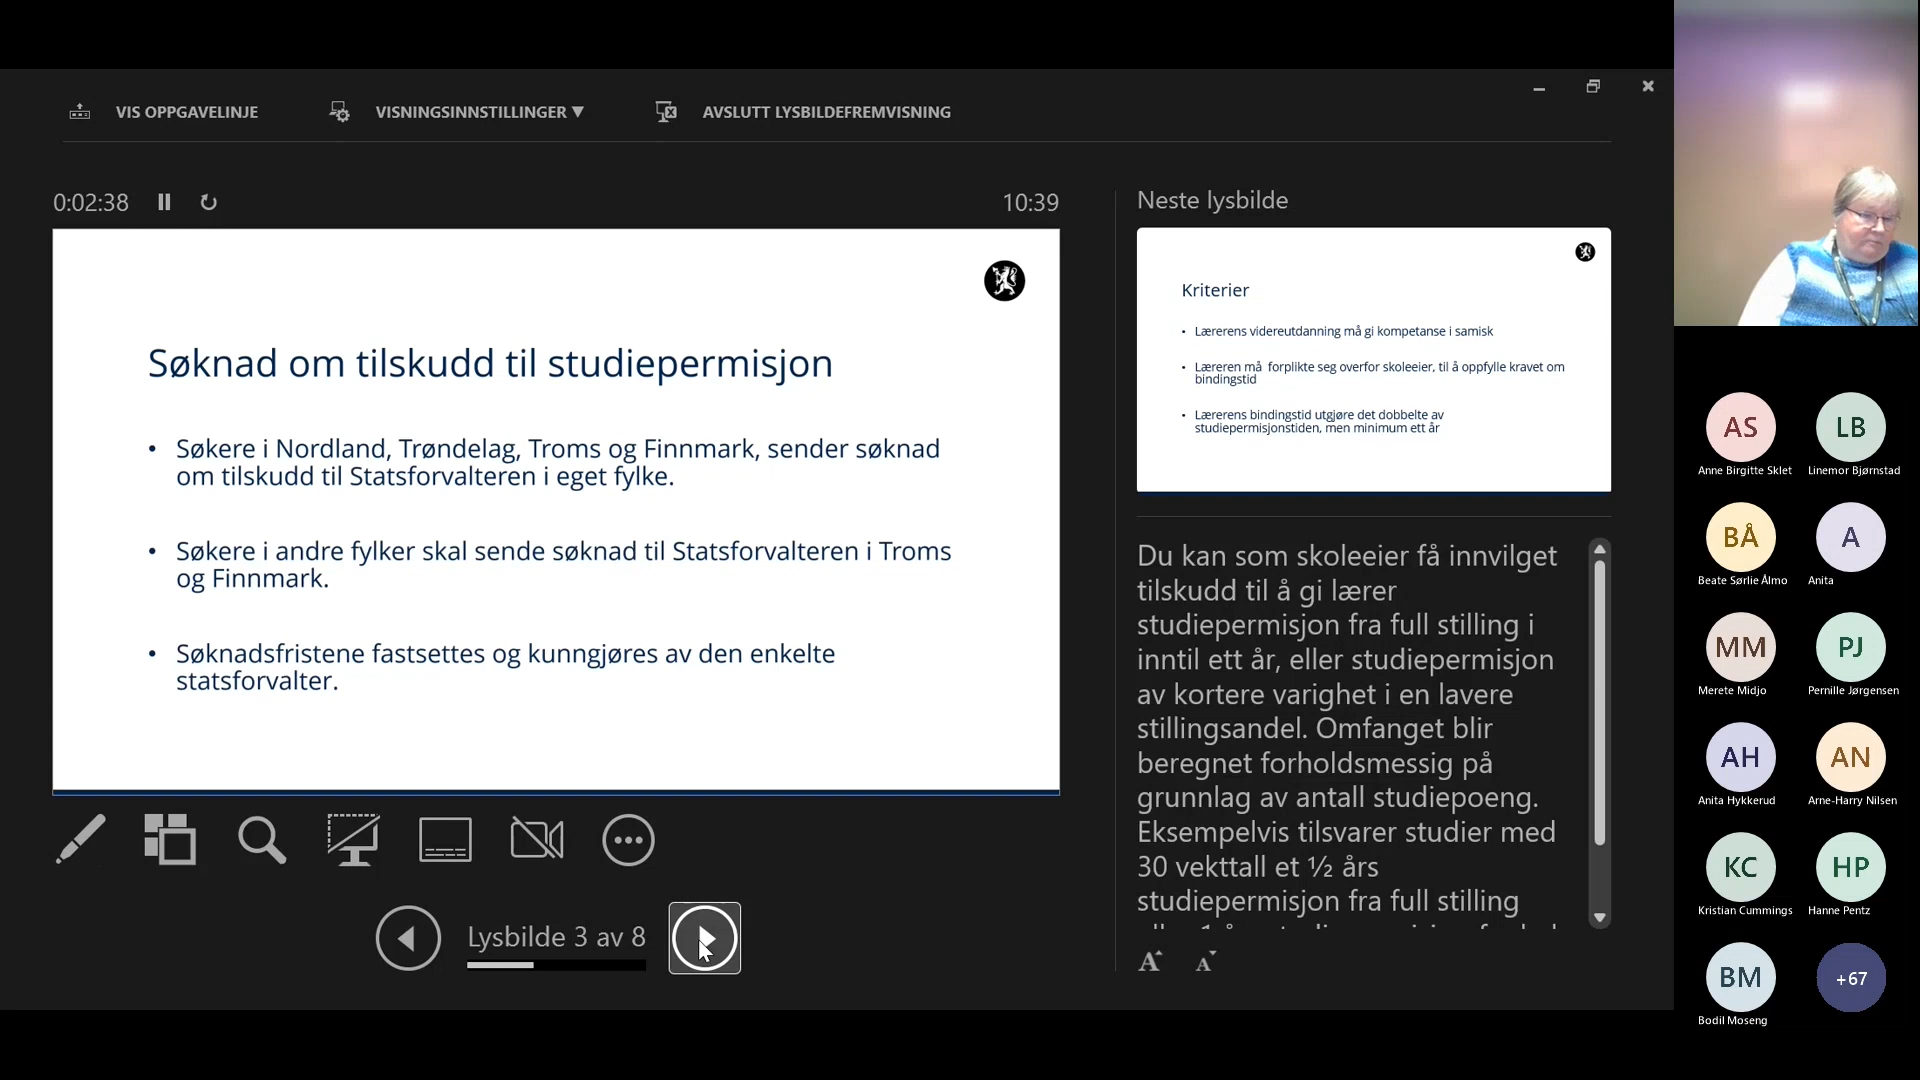 VIS OPPGAVELINJE
VISNINGSINNSTILLINGER ▼
AVSLUTT LYSBILDEFREMVISNING
0:02:38
10:39
Søknad om tilskudd til studiepermisjon
• Søkere i Nordland, Trøndelag, Troms og Finnmark, sender søknad
om tilskudd til Statsforvalteren i eget fylke.
• Søkere i andre fylker skal sende søknad til Statsforvalteren i Troms
og Finnmark.
• Søknadsfristene fastsettes og kunngjøres av den enkelte
statsforvalter.
Lysbilde 3 av 8
Neste lysbilde
Kriterier
• Lærerens videreutdanning må gi kompetanse i samisk
• Læreren må forplikte seg overfor skoleeier, til å oppfylle kravet om
bindingstid
• Lærerens bindingstid utgjøre det dobbelte av
studiepermisjonstiden, men minimum ett år
Du kan som skoleeier få innvilget
tilskudd til å gi lærer
studiepermisjon fra full stilling i
inntil ett år, eller studiepermisjon
av kortere varighet i en lavere
stillingsandel. Omfanget blir
beregnet forholdsmessig på
grunnlag av antall studiepoeng.
Eksempelvis tilsvarer studier med
30 vekttall et ½ års
studiepermisjon fra full stilling
A A
AS
Anne Birgitte Sklet
LB
Linemor Bjørnstad
BÅ
Beate Sørlie Ålmo
A
Anita
MM
Merete Midjo
PJ
Pernille Jørgensen
AH
Anita Hykkerud
AN
Arne-Harry Nilsen
KC
Kristian Cummings
HP
Hanne Pentz
BM
Bodil Moseng
+67